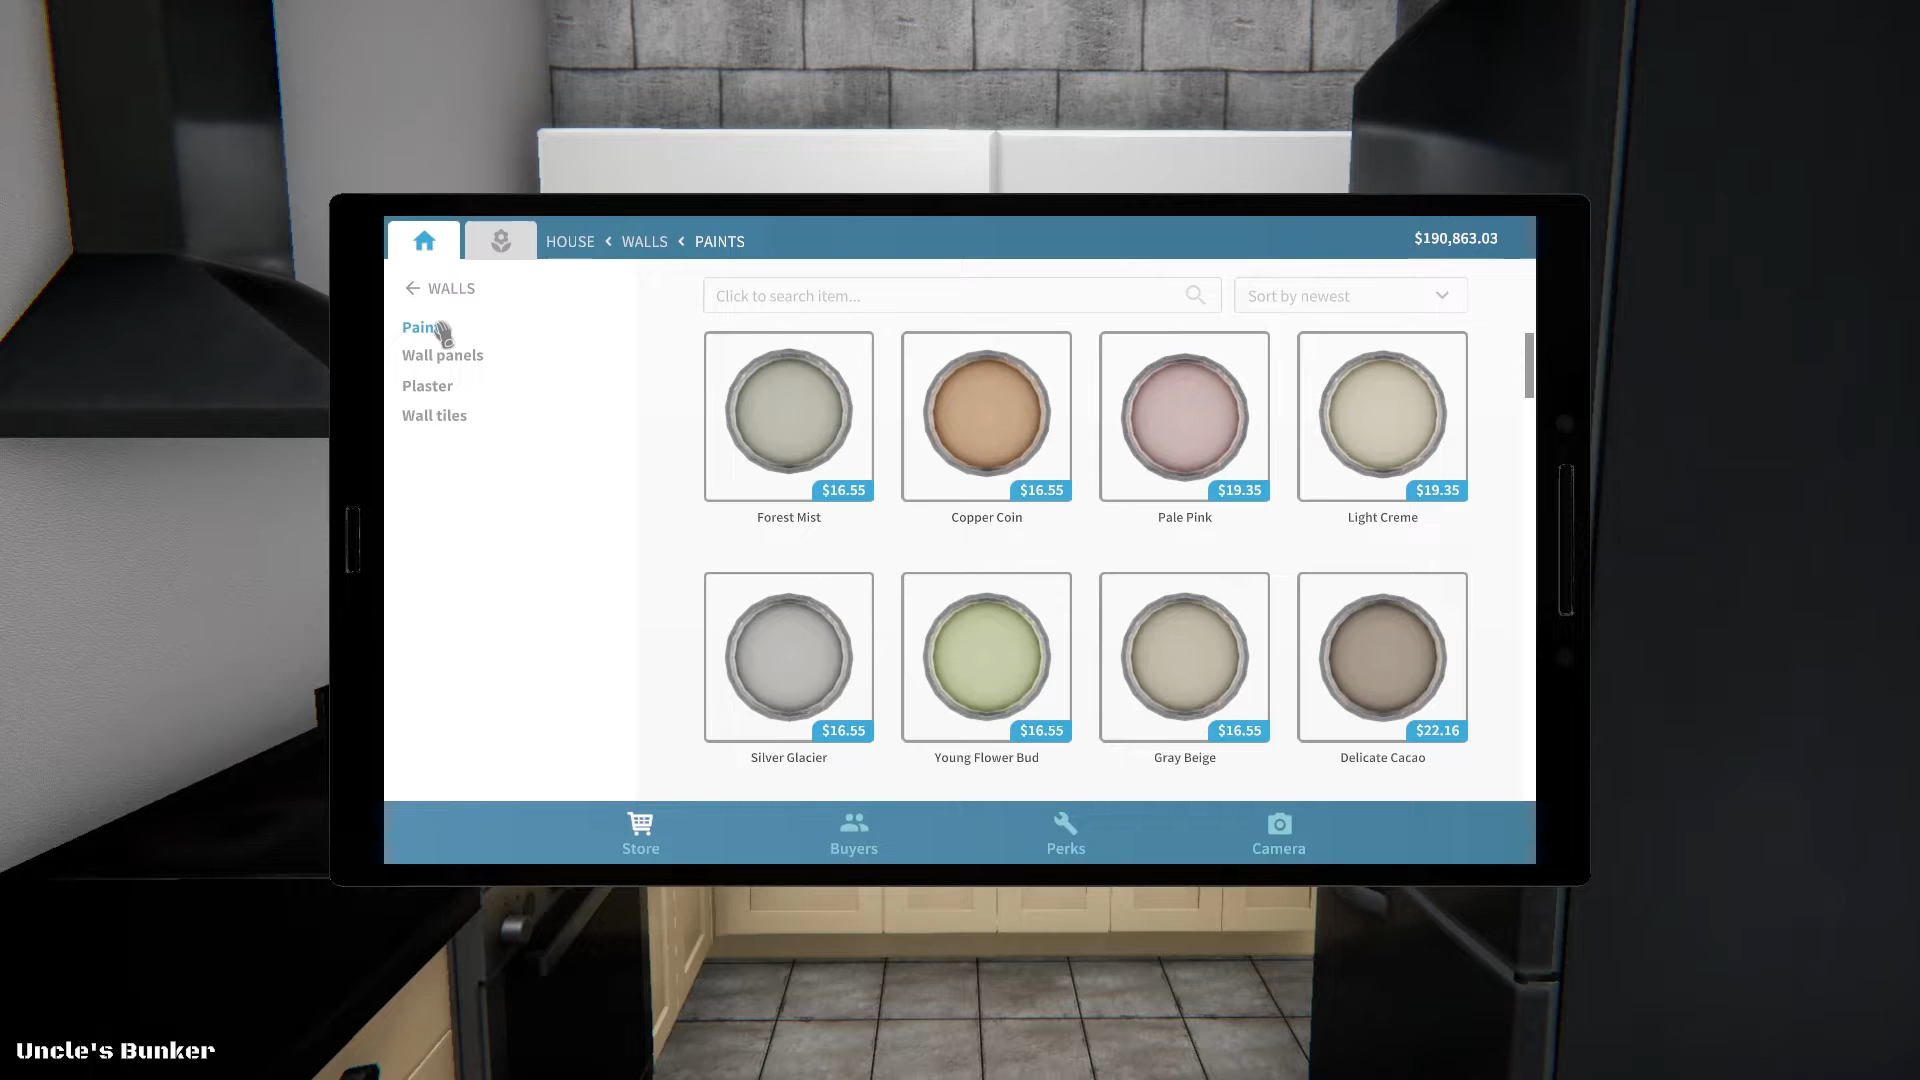 HOUSE < WALLS < PAINTS
$190,863.03
WALLS
Click to search item...
Sort by newest
Wall panels
Plaster
Wall tiles
$16.55
$16.55
$19.35
$19.35
Forest Mist
Copper Coin
Pale Pink
Light Creme
$16.55
$16.55
$16.55
$22.16
Silver Glacier
Young Flower Bud
Gray Beige
Delicate Cacao
Store
Buyers
Perks
Camera
Uncle's Bunker